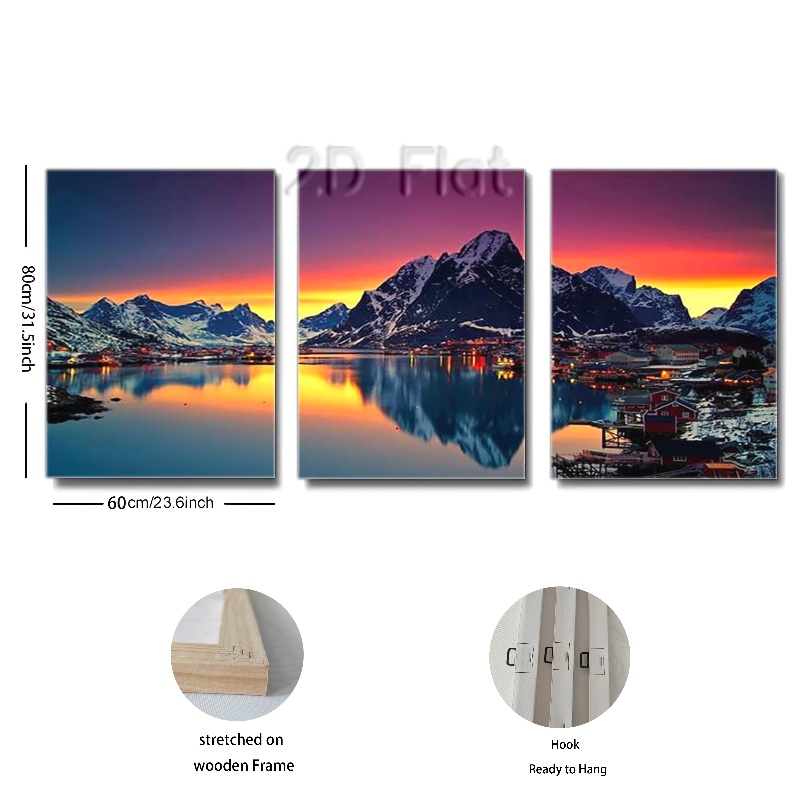 2D Flat
80cm/31.5inch
60cm/23.6inch
stretched on
wooden Frame
Hook
Ready to Hang